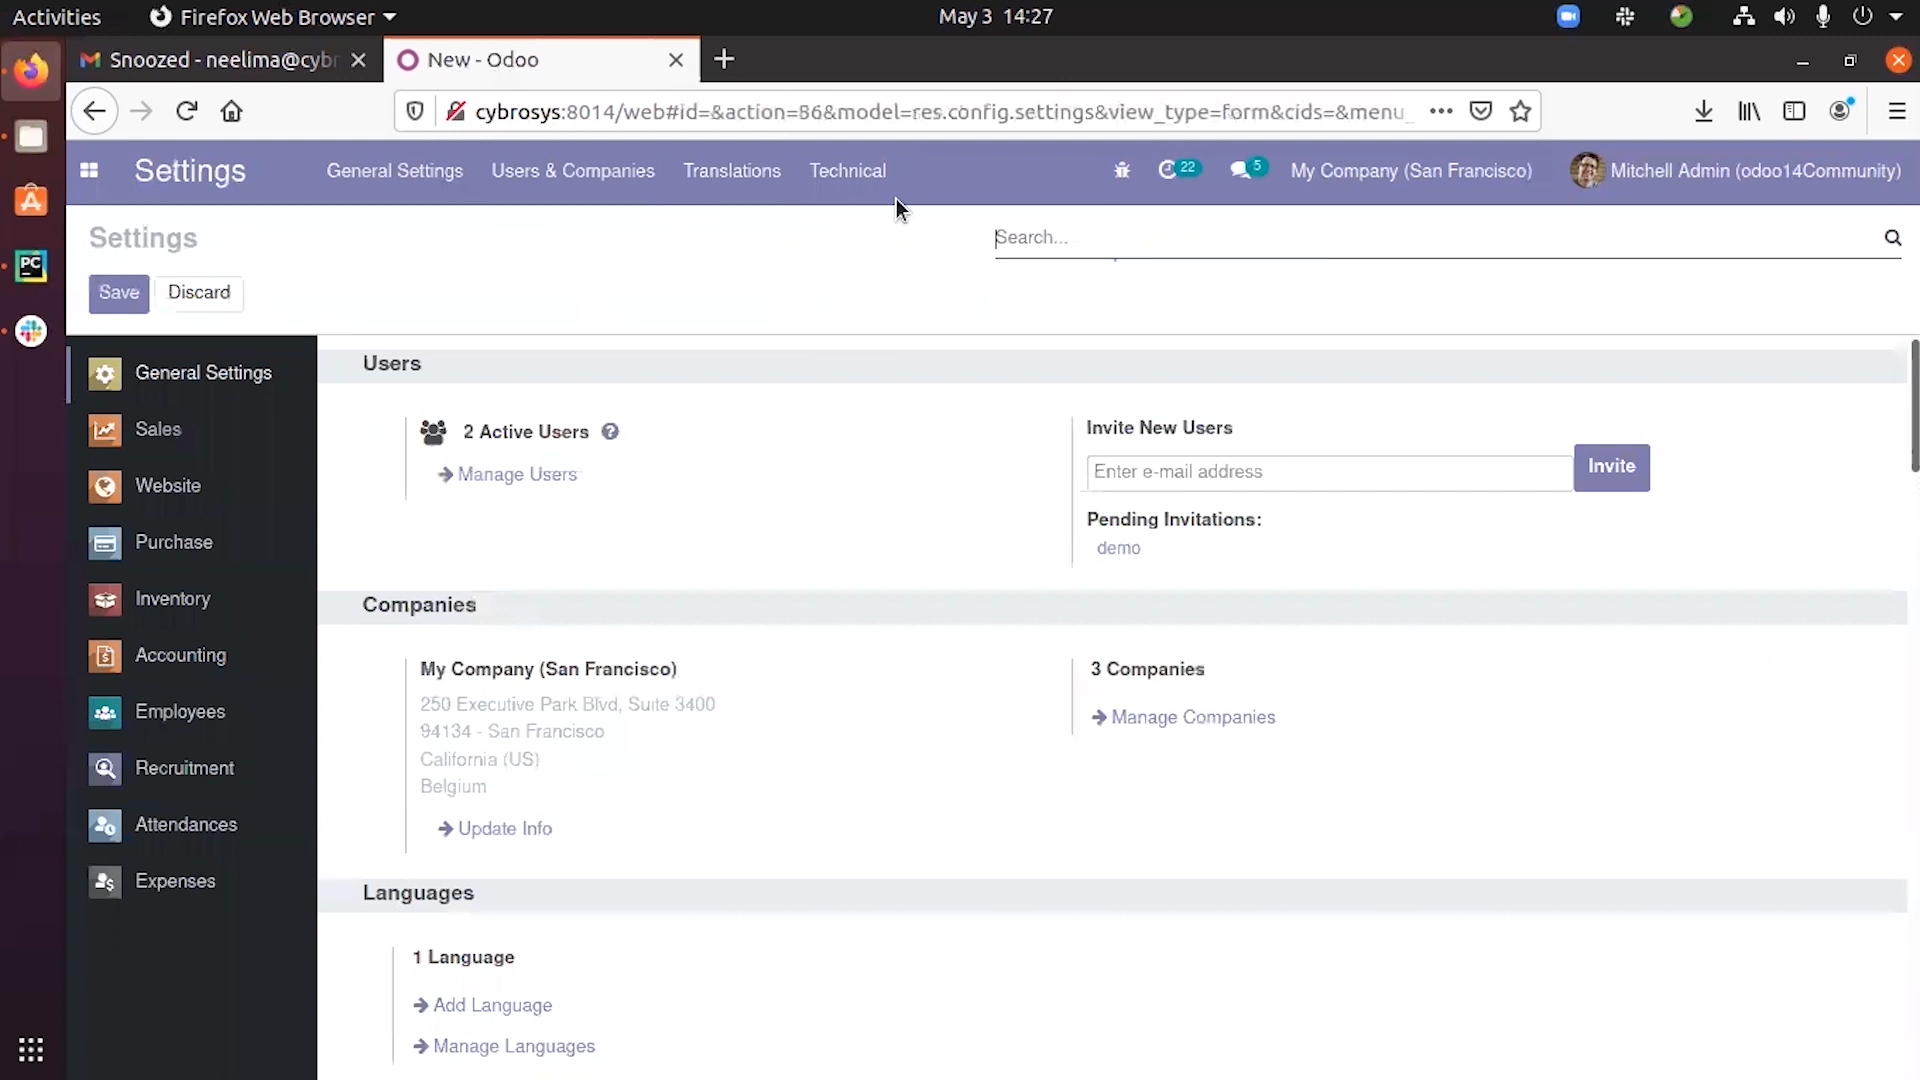 Activities
Firefox Web Browser
May 3 14:27
Snoozed - neelima@cybr
New - Odoo
cybrosys:8014/web#id=&action=86&model=res.config.settings&view_type=form&cids=&menu_
Settings
General Settings
Users & Companies
Translations
Technical
22
5
My Company (San Francisco)
Mitchell Admin (odoo14Community)
Settings
Search...
Save
Discard
PC
General Settings
Sales
Website
Purchase
Inventory
Accounting
Employees
Recruitment
Attendances
Expenses
Users
2 Active Users
Manage Users
Invite New Users
Enter e-mail address
Invite
Pending Invitations:
demo
Companies
My Company (San Francisco)
250 Executive Park Blvd, Suite 3400
94134 - San Francisco
California (US)
Belgium
Update Info
3 Companies
Manage Companies
Languages
1 Language
Add Language
Manage Languages